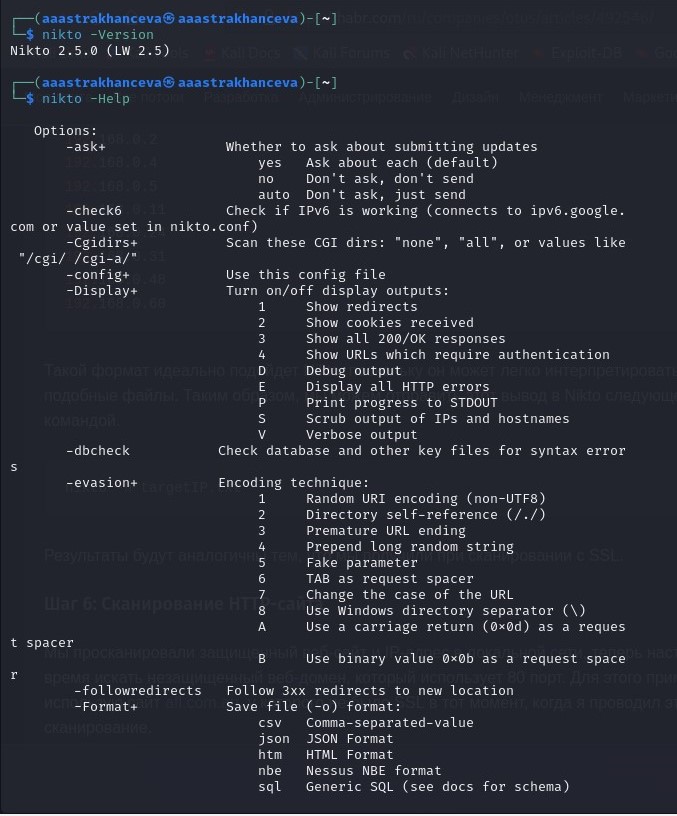 ┌──(aaastrakhanceva㉿aaastrakhanceva)-[~]
└─$ nikto -Version
Nikto 2.5.0 (LW 2.5)
┌──(aaastrakhanceva㉿aaastrakhanceva)-[~]
└─$ nikto -Help
Options:
-ask+ Whether to ask about submitting updates
yes Ask about each (default)
no Don't ask, don't send
auto Don't ask, just send
-check6 Check if IPv6 is working (connects to ipv6.google.
com or value set in nikto.conf)
-Cgidirs+ Scan these CGI dirs: "none", "all", or values like
"/cgi/ /cgi-a/"
-config+ Use this config file
-Display+ Turn on/off display outputs:
1 Show redirects
2 Show cookies received
3 Show all 200/OK responses
4 Show URLs which require authentication
D Debug output
E Display all HTTP errors
P Print progress to STDOUT
S Scrub output of IPs and hostnames
V Verbose output
-dbcheck Check database and other key files for syntax error
s
-evasion+ Encoding technique:
1 Random URI encoding (non-UTF8)
2 Directory self-reference (/./)
3 Premature URL ending
4 Prepend long random string
5 Fake parameter
6 TAB as request spacer
7 Change the case of the URL
8 Use Windows directory separator (\)
A Use a carriage return (0×0d) as a reques
t spacer
B Use binary value 0×0b as a request space
r
-followredirects Follow 3xx redirects to new location
-Format+ Save file (-o) format:
csv Comma-separated-value
json JSON Format
htm HTML Format
nbe Nessus NBE format
sql Generic SQL (see docs for schema)